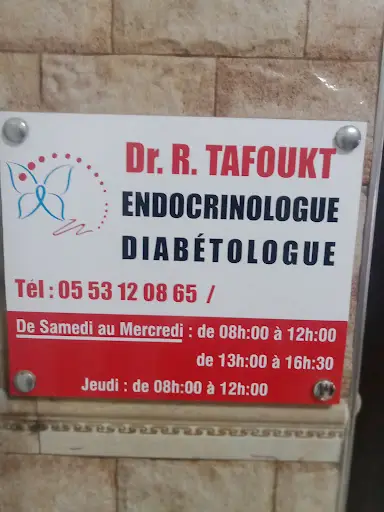 Dr. R. TAFOUKT
ENDOCRINOLOGUE
DIABÉTOLOGUE
Tél : 05 53 12 08 65 /
De Samedi au Mercredi : de 08h:00 à 12h:00
de 13h:00 à 16h:30
Jeudi : de 08h:00 à 12h:00